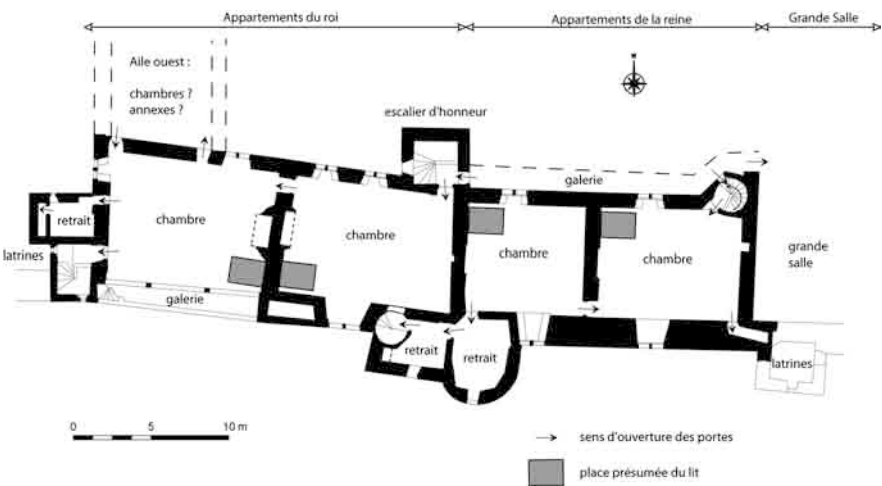 Appartements du roi
Appartements de la reine
Grande Salle
Aile ouest :
chambres ?
annexes ?
escalier d'honneur
N
galerie
retrait
chambre
chambre
chambre
chambre
grande
salle
latrines
galerie
retrait
retrait
latrines
0
5
10 m
sens d'ouverture des portes
place présumée du lit